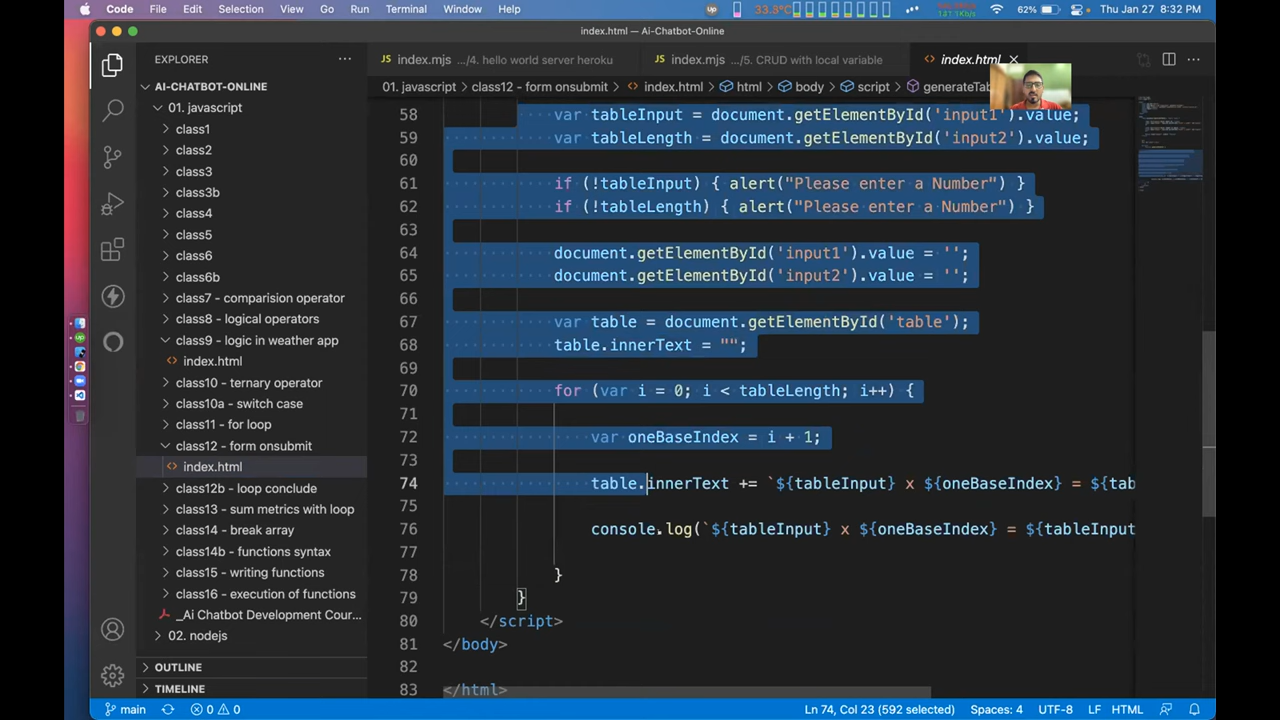 Code File Edit Selection View Go Run Terminal Window Help 33.8°C 62% Thu Jan 27 8:32 PM
index.html — Ai-Chatbot-Online
EXPLORER
index.mjs .../4. hello world server heroku
index.mjs .../5. CRUD with local variable
index.html
01. javascript class12 - form onsubmit index.html html body script generateTab
AI-CHATBOT-ONLINE
01. javascript
class1
class2
class3
class3b
class4
class5
class6
class6b
class7 - comparision operator
class8 - logical operators
class9 - logic in weather app
index.html
class10 - ternary operator
class10a - switch case
class11 - for loop
class12 - form onsubmit
index.html
class12b - loop conclude
class13 - sum metrics with loop
class14 - break array
class14b - functions syntax
class15 - writing functions
class16 - execution of functions
_Ai Chatbot Development Cour...
02. nodejs
OUTLINE
TIMELINE
58 var tableInput = document.getElementById('input1').value;
59 var tableLength = document.getElementById('input2').value;
60
61 if (!tableInput) { alert("Please enter a Number") }
62 if (!tableLength) { alert("Please enter a Number") }
63
64 document.getElementById('input1').value = '';
65 document.getElementById('input2').value = '';
66
67 var table = document.getElementById('table');
68 table.innerText = "";
69
70 for (var i = 0; i < tableLength; i++) {
71
72 var oneBaseIndex = i + 1;
73
74 table.innerText += `${tableInput} x ${oneBaseIndex} = ${tab
75
76 console.log(`${tableInput} x ${oneBaseIndex} = ${tableInput
77
78 }
79 }
80 </script>
81 </body>
82
83 </html>
main 0 0 Ln 74, Col 23 (592 selected) Spaces: 4 UTF-8 LF HTML